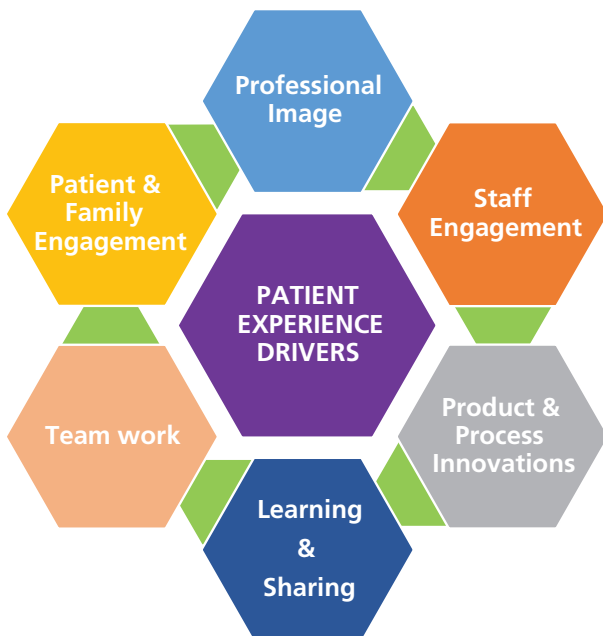 Professional
Image
Patient &
Family
Engagement
Staff
Engagement
PATIENT
EXPERIENCE
DRIVERS
Team work
Product &
Process
Innovations
Learning
&
Sharing